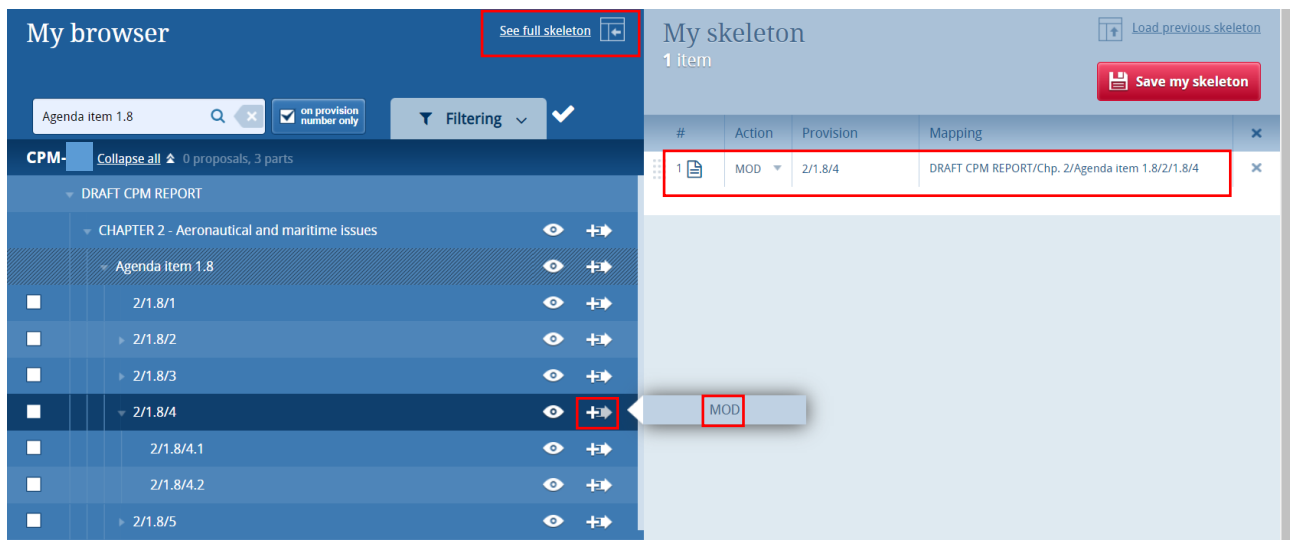 My browser
See full skeleton
Agenda item 1.8
on provision
number only
Filtering
CPM-
Collapse all 0 proposals, 3 parts
DRAFT CPM REPORT
CHAPTER 2 - Aeronautical and maritime issues
Agenda item 1.8
2/1.8/1
2/1.8/2
2/1.8/3
2/1.8/4
2/1.8/4.1
2/1.8/4.2
2/1.8/5
MOD
My skeleton
1 item
Load previous skeleton
Save my skeleton
# Action Provision Mapping
1 MOD 2/1.8/4 DRAFT CPM REPORT/Chp. 2/Agenda item 1.8/2/1.8/4